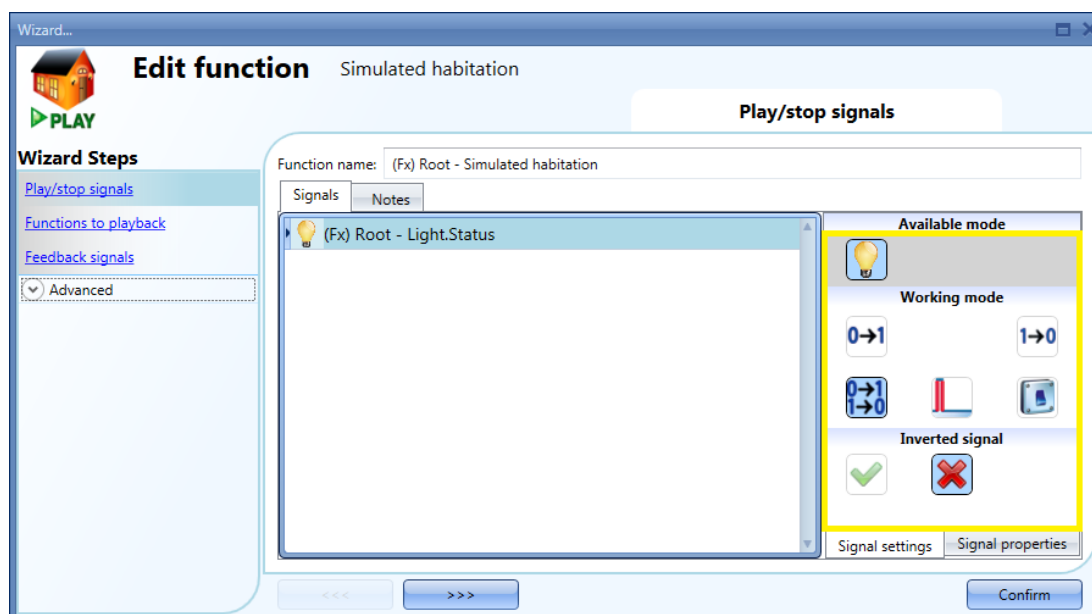 Wizard...
Edit function Simulated habitation
PLAY
Play/stop signals
Wizard Steps
Play/stop signals
Functions to playback
Feedback signals
Advanced
Function name: (Fx) Root - Simulated habitation
Signals Notes
(Fx) Root - Light.Status
Available mode
Working mode
0→1 1→0
0→1
1→0
Inverted signal
Signal settings Signal properties
<<< >>> Confirm